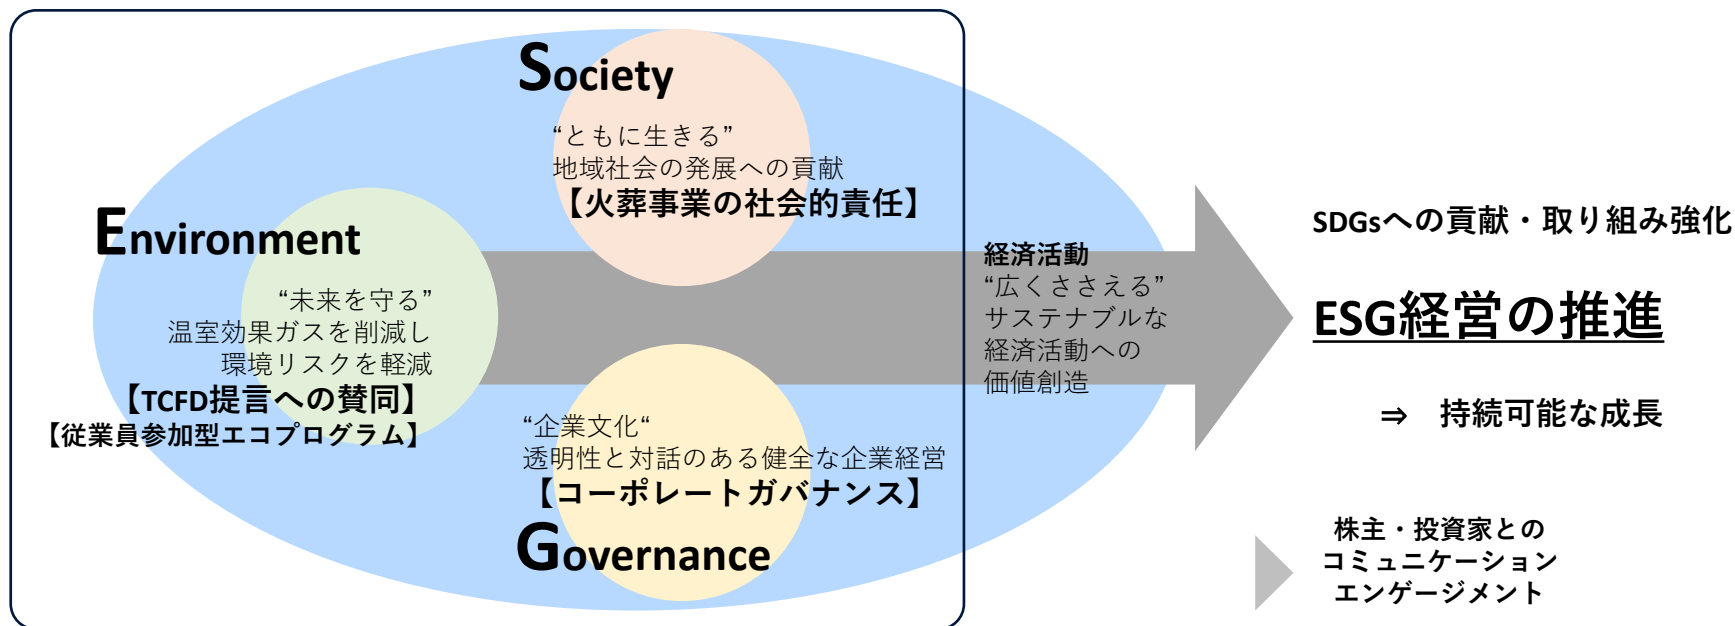 Society
“ともに生きる”
地域社会の発展への貢献
【火葬事業の社会的責任】
Environment
“未来を守る”
温室効果ガスを削減し
環境リスクを軽減
【TCFD提言への賛同】
【従業員参加型エコプログラム】
“企業文化“
透明性と対話のある健全な企業経営
【コーポレートガバナンス】
Governance
経済活動
“広くささえる”
サステナブルな
経済活動への
価値創造
SDGsへの貢献・取り組み強化
ESG経営の推進
⇒ 持続可能な成長
株主・投資家との
コミュニケーション
エンゲージメント